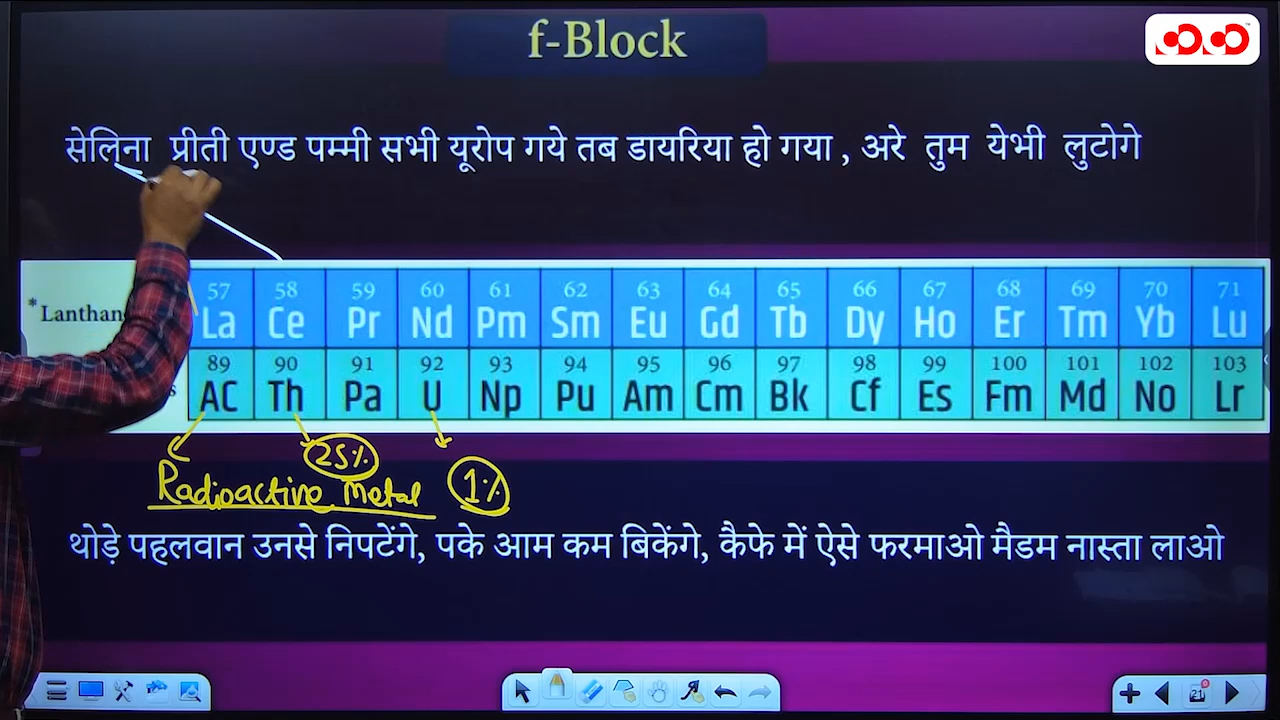 f-Block
सेलिना प्रीती एण्ड पम्मी सभी यूरोप गये तब डायरिया हो गया , अरे तुम येभी लुटोगे
57 58 59 60 61 62 63 64 65 66 67 68 69 70 71
* Lanthan La Ce Pr Nd Pm Sm Eu Gd Tb Dy Ho Er Tm Yb Lu
89 90 91 92 93 94 95 96 97 98 99 100 101 102 103
s AC Th Pa U Np Pu Am Cm Bk Cf Es Fm Md No Lr
25%
Radioactive Metal 1%
थोड़े पहलवान उनसे निपटेंगे, पके आम कम बिकेंगे, कैफे में ऐसे फरमाओ मैडम नास्ता लाओ
21